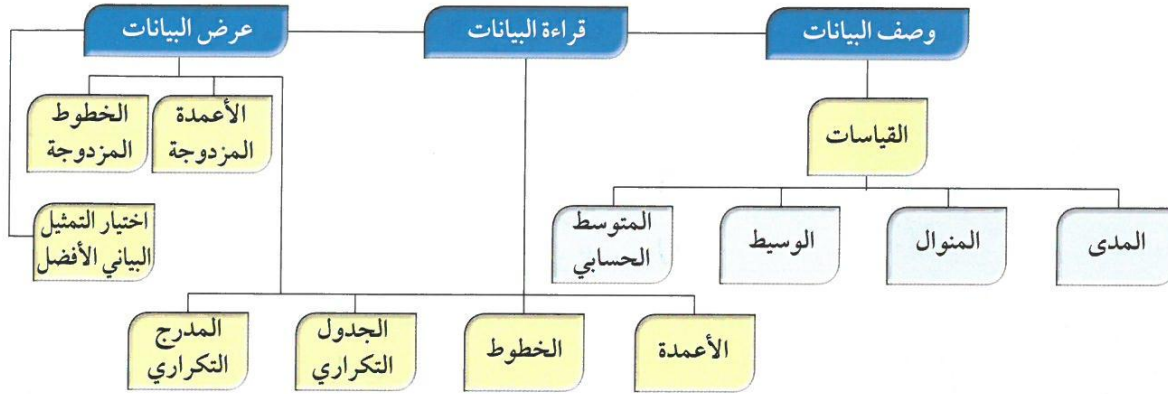 وصف البيانات
قراءة البيانات
عرض البيانات
القياسات
الأعمدة
المزدوجة
الخطوط
المزدوجة
المدى
المنوال
الوسيط
المتوسط
الحسابي
اختيار التمثيل
البياني الأفضل
الأعمدة
الخطوط
الجدول
التكراري
المدرج
التكراري